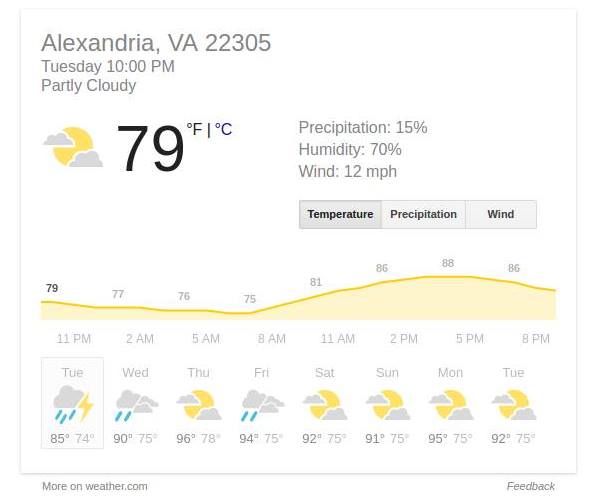 Alexandria, VA 22305
Tuesday 10:00 PM
Partly Cloudy
79 °F | °C
Precipitation: 15%
Humidity: 70%
Wind: 12 mph
Temperature Precipitation Wind
79 77 76 75 81 86 88 86
11 PM 2 AM 5 AM 8 AM 11 AM 2 PM 5 PM 8 PM
Tue Wed Thu Fri Sat Sun Mon Tue
85° 74° 90° 75° 96° 78° 94° 75° 92° 75° 91° 75° 95° 75° 92° 75°
More on weather.com Feedback